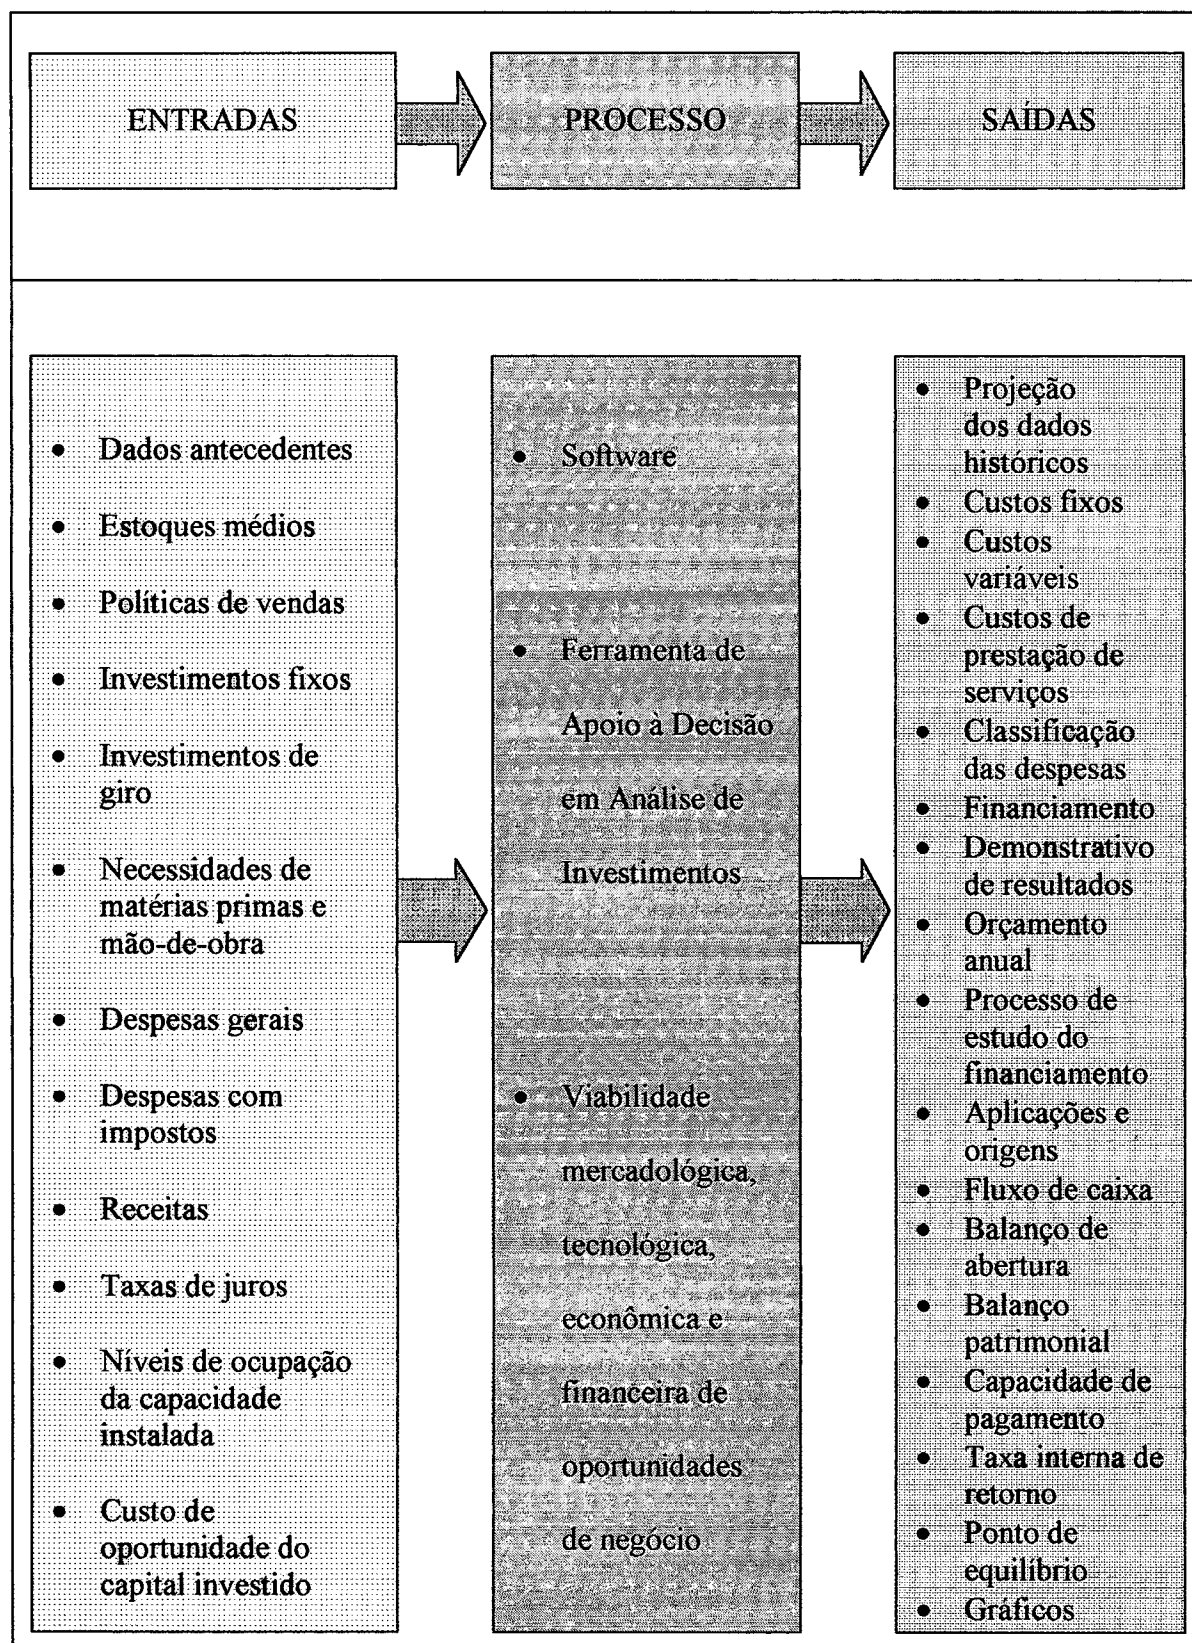 ENTRADAS
PROCESSO
SAÍDAS
• Dados antecedentes
• Estoques médios
• Políticas de vendas
• Investimentos fixos
• Investimentos de
giro
• Necessidades de
matérias primas e
mão-de-obra
• Despesas gerais
• Despesas com
impostos
• Receitas
• Taxas de juros
• Níveis de ocupação
da capacidade
instalada
• Custo de
oportunidade do
capital investido
• Software
• Ferramenta de
Apoio à Decisão
em Análise de
Investimentos
• Viabilidade
mercadológica,
tecnológica,
econômica e
financeira de
oportunidades
de negócio
• Projeção
dos dados
históricos
• Custos fixos
• Custos
variáveis
• Custos de
prestação de
serviços
• Classificação
das despesas
• Financiamento
• Demonstrativo
de resultados
• Orçamento
anual
• Processo de
estudo do
financiamento
• Aplicações e
origens
• Fluxo de caixa
• Balanço de
abertura
• Balanço
patrimonial
• Capacidade de
pagamento
• Taxa interna de
retorno
• Ponto de
equilíbrio
• Gráficos